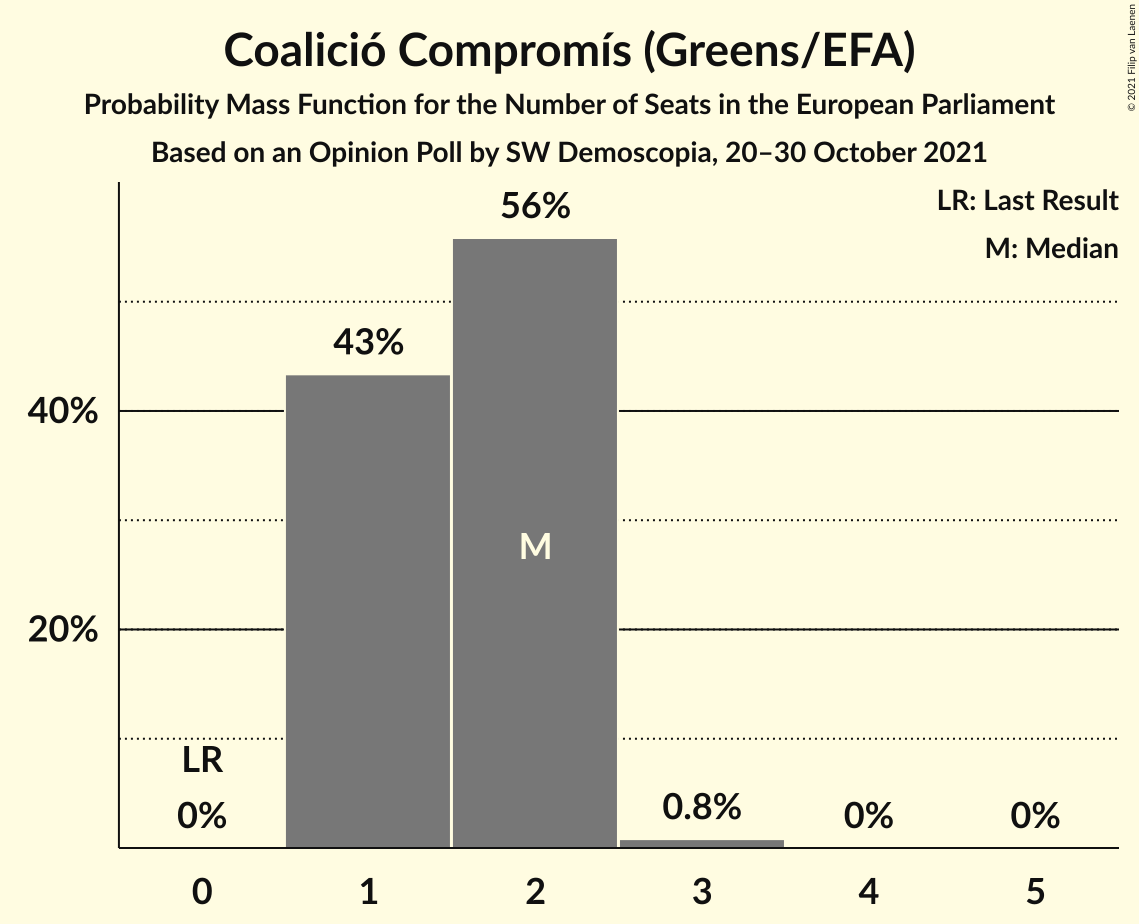 Coalició Compromís (Greens/EFA)
Probability Mass Function for the Number of Seats in the European Parliament
Based on an Opinion Poll by SW Demoscopia, 20–30 October 2021
© 2021 Filip van Laenen
LR: Last Result
M: Median
56%
43%
40%
M
20%
LR
0%
0.8%
0%
0%
0 1 2 3 4 5